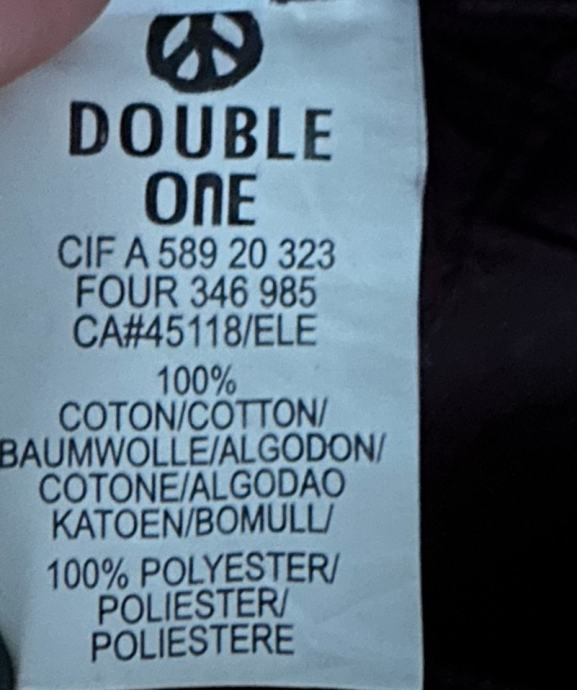 DOUBLE
ONE
CIF A 589 20 323
FOUR 346 985
CA#45118/ELE
100%
COTON/COTTON/
BAUMWOLLE/ALGODON/
COTONE/ALGODAO
KATOEN/BOMULL/
100% POLYESTER/
POLIESTER/
POLIESTERE